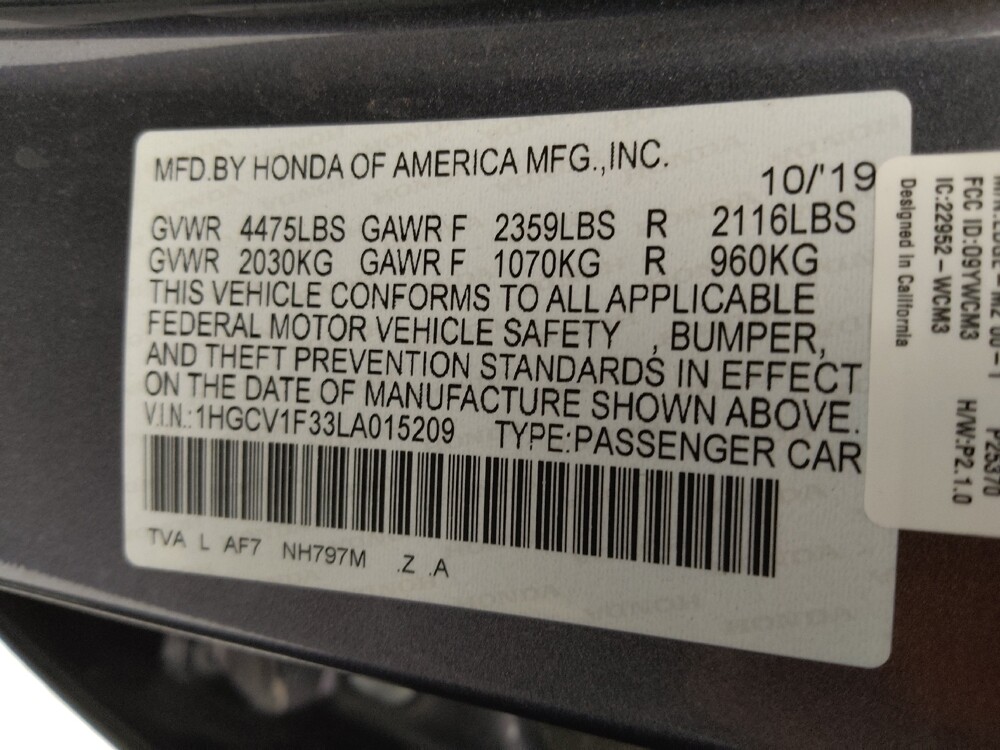 MFD.BY HONDA OF AMERICA MFG.,INC.
10/'19
GVWR 4475LBS GAWR F 2359LBS R 2116LBS
GVWR 2030KG GAWR F 1070KG R 960KG
THIS VEHICLE CONFORMS TO ALL APPLICABLE
FEDERAL MOTOR VEHICLE SAFETY , BUMPER,
AND THEFT PREVENTION STANDARDS IN EFFECT
ON THE DATE OF MANUFACTURE SHOWN ABOVE.
V.I.N.:1HGCV1F33LA015209 TYPE:PASSENGER CAR
TVA L AF7 NH797M .Z .A
FCC ID:O9YWCM3 H/W:P2.1.0
IC:22952-WCM3
Designed In California